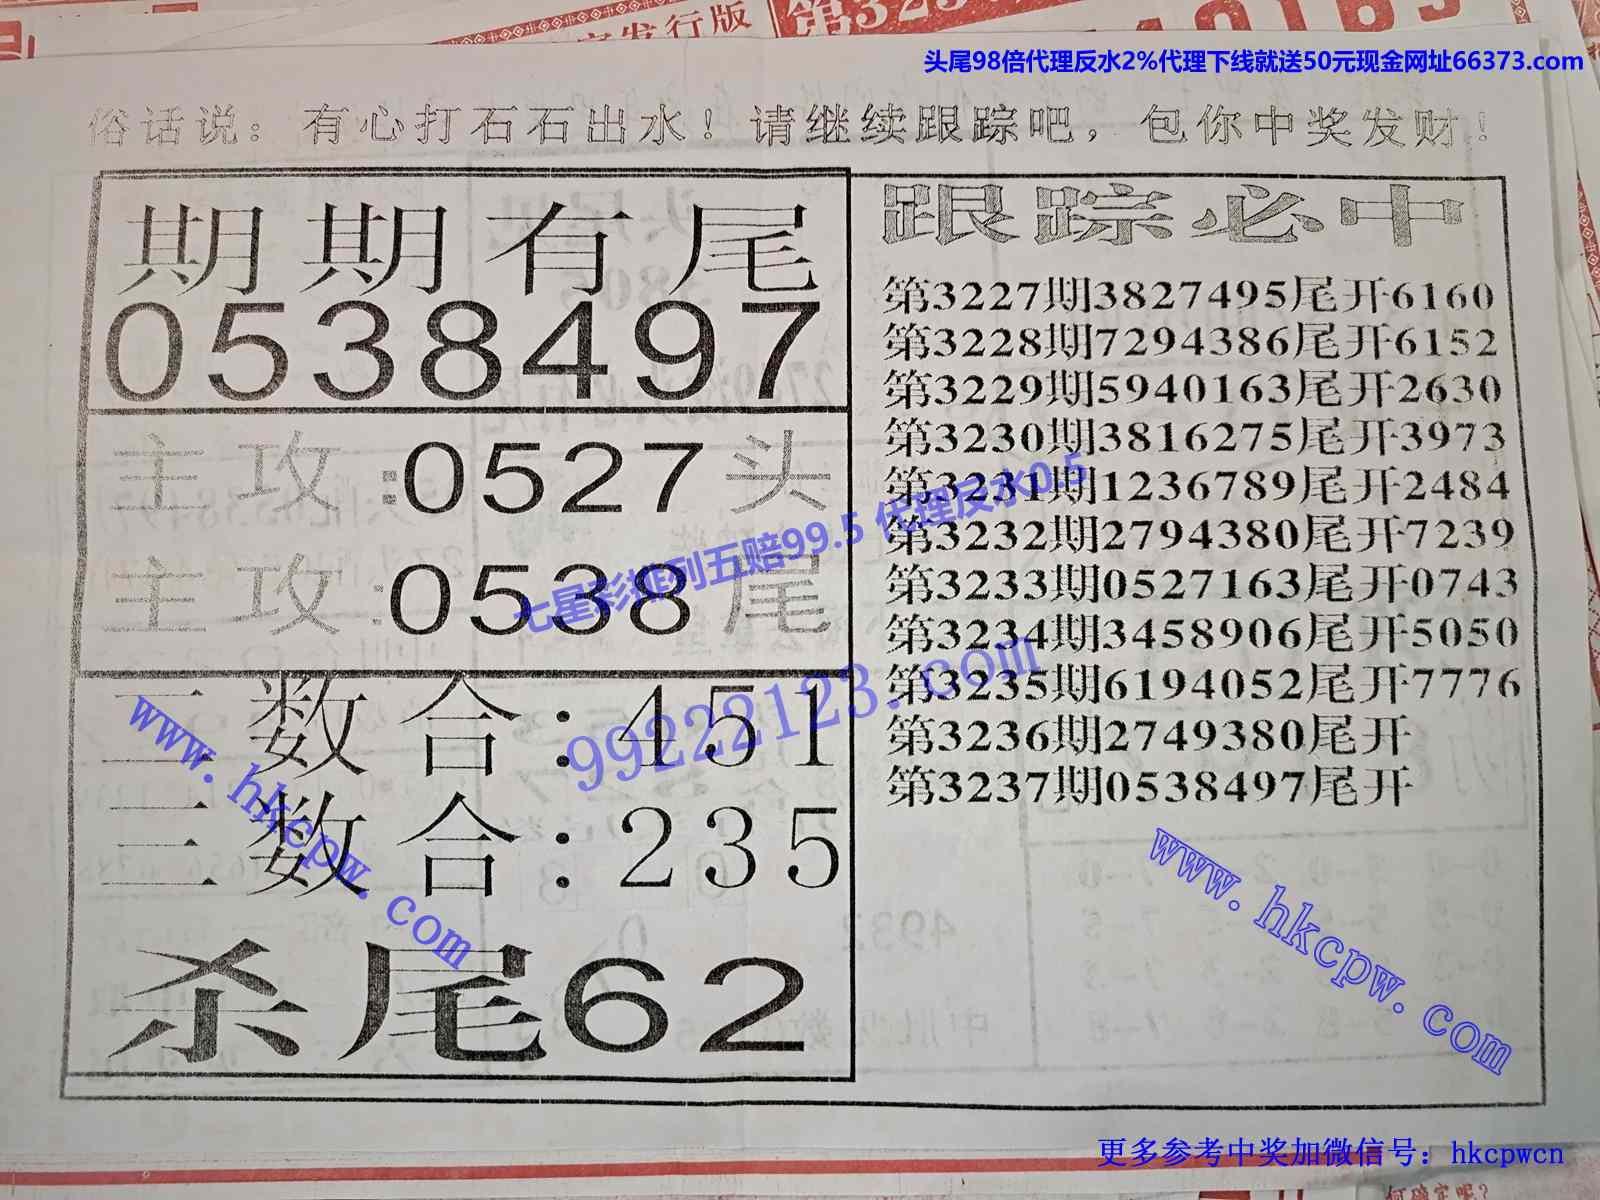 发行版
第323
头尾98倍代理反水2%代理下线就送50元现金网址66373.com
俗话说：有心打石石出水！请继续跟踪吧，包你中奖发财！
期期有尾
0538497
主攻:0527头
主攻:0538尾
二数合:451
三数合:235
杀尾62
跟踪必中
第3227期3827495尾开6160
第3228期7294386尾开6152
第3229期5940163尾开2630
第3230期3816275尾开3973
第3231期1236789尾开2484
第3232期2794380尾开7239
第3233期0527163尾开0743
第3234期3458906尾开5050
第3235期6194052尾开7776
第3236期2749380尾开
第3237期0538497尾开
七星彩排列五赔99.5 代理反水0.5
99222123.com
www.hkcpw.com
www.hkcpw.com
更多参考中奖加微信号：hkcpwcn